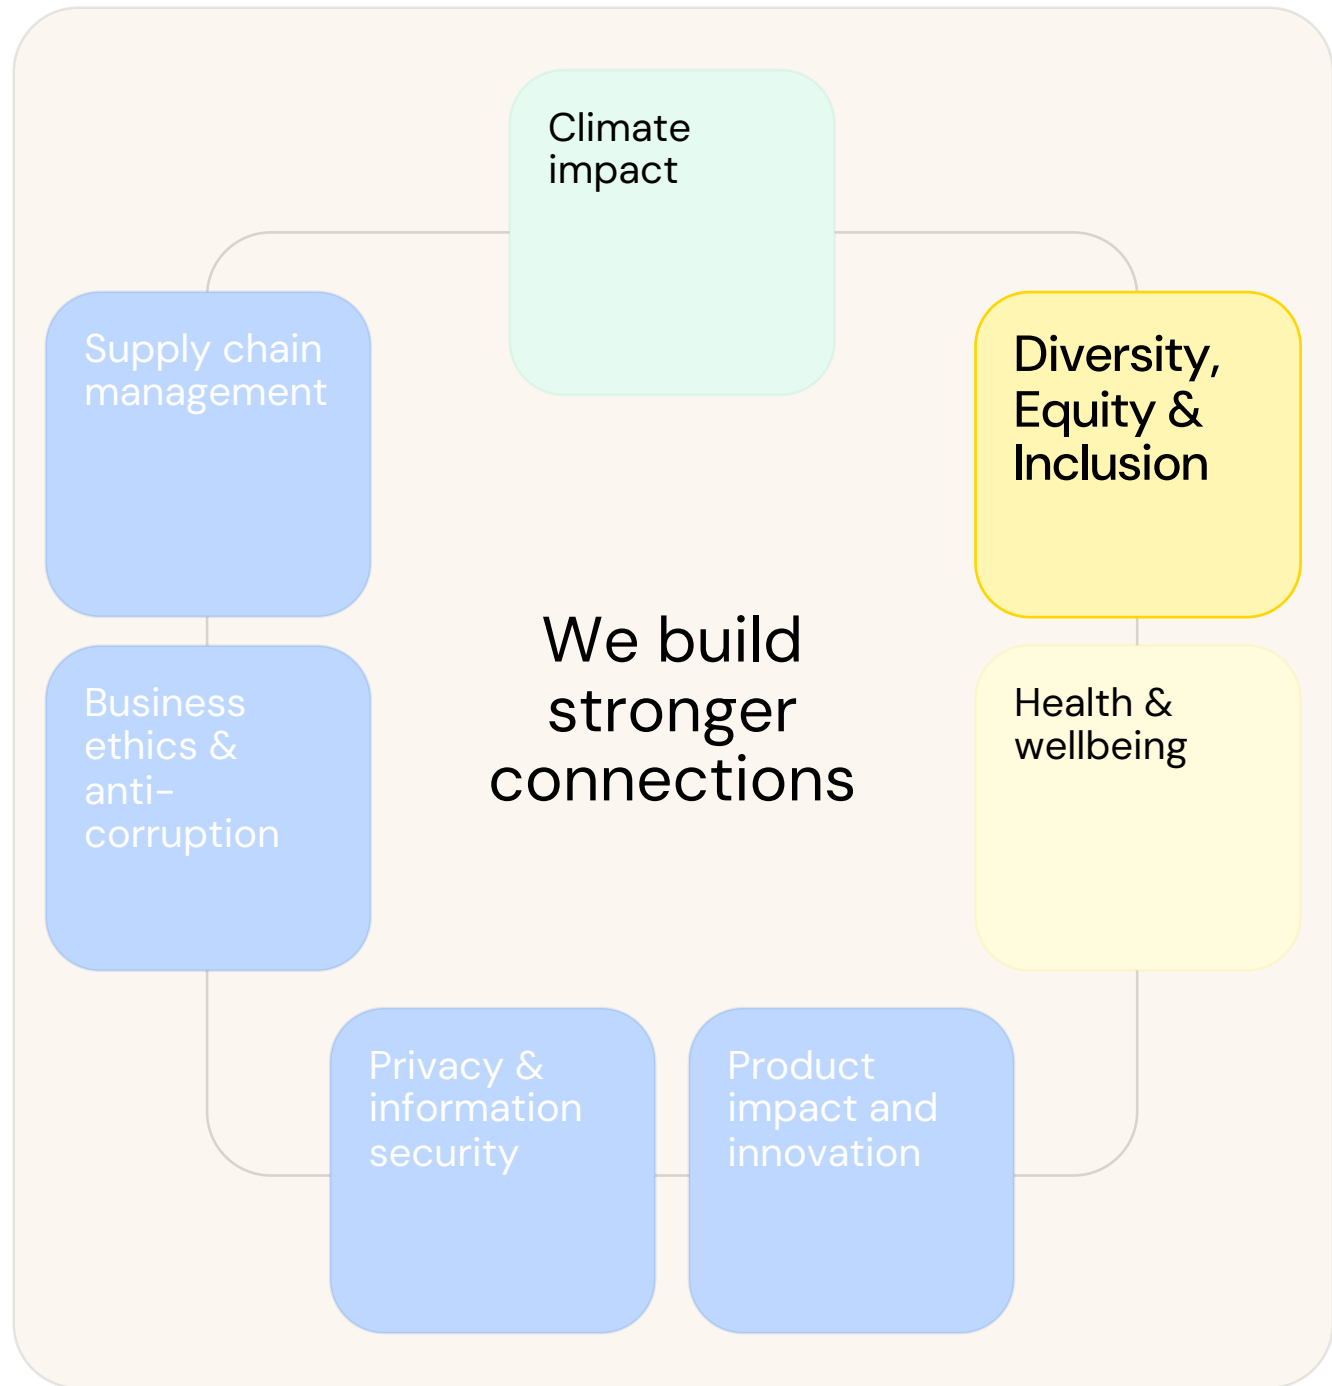 Climate
impact
Diversity,
Equity &
Inclusion
Health &
wellbeing
Product
impact and
innovation
Privacy &
information
security
Business
ethics &
anti-
corruption
Supply chain
management
We build
stronger
connections